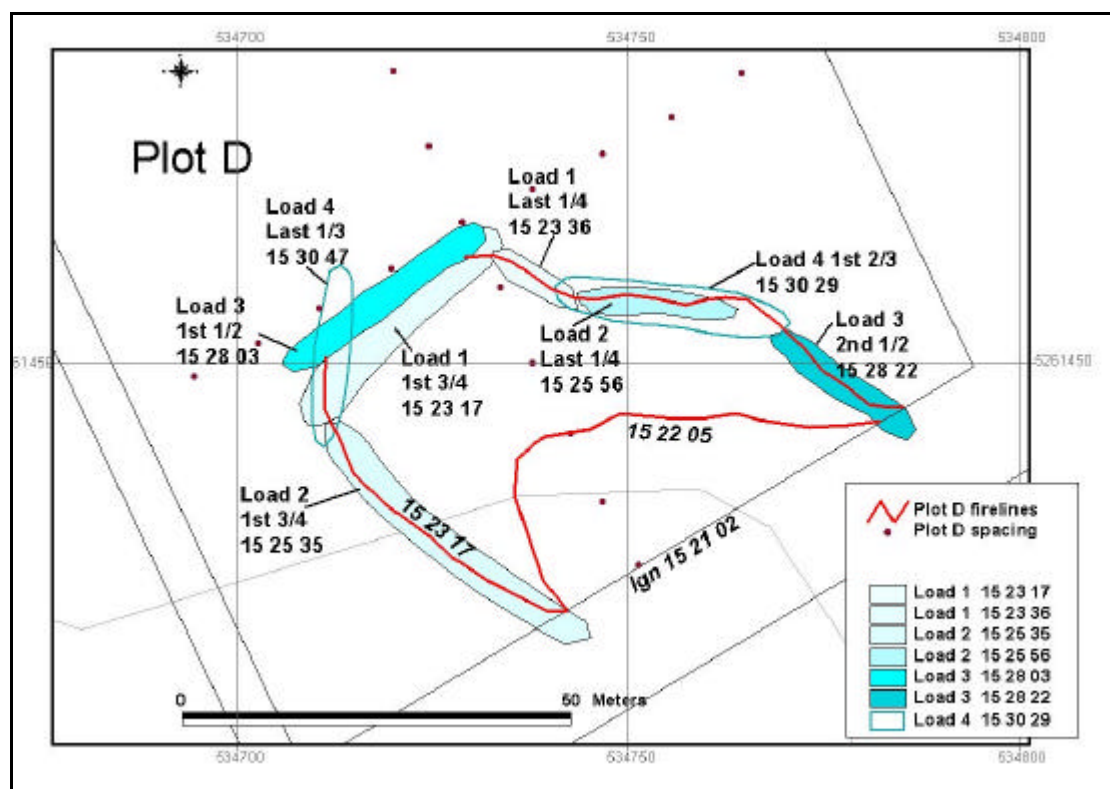 534700 534750 534800
Plot D
Load 1
Last 1/4
15 23 36
Load 4
Last 1/3
15 30 47
Load 4 1st 2/3
15 30 29
Load 3
1st 1/2
15 28 03
Load 1
1st 3/4
15 23 17
Load 2
Last 1/4
15 25 56
Load 3
2nd 1/2
15 28 22
51450
5261450
15 22 05
Load 2
1st 3/4
15 25 35
15 23 17
Ign 15 21 02
Plot D firelines
Plot D spacing
Load 1 15 23 17
Load 1 15 23 36
Load 2 15 25 35
Load 2 15 25 56
Load 3 15 28 03
Load 3 15 28 22
Load 4 15 30 29
0 50 Meters
534700 534750 534800